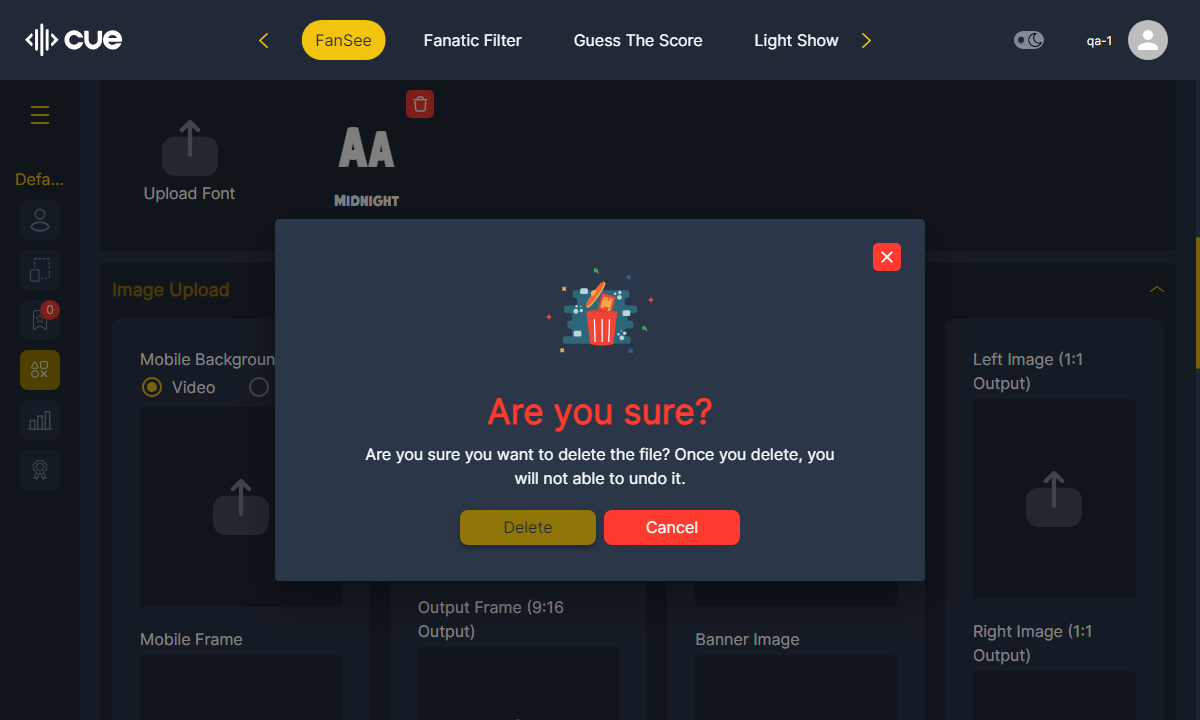 cue
FanSee
Fanatic Filter
Guess The Score
Light Show
qa-1
Defa...
0
Upload Font
AA
MIDNIGHT
Image Upload
Mobile Backgroun
Video
Left Image (1:1
Output)
Are you sure?
Are you sure you want to delete the file? Once you delete, you
will not able to undo it.
Delete
Cancel
Mobile Frame
Output Frame (9:16
Output)
Banner Image
Right Image (1:1
Output)